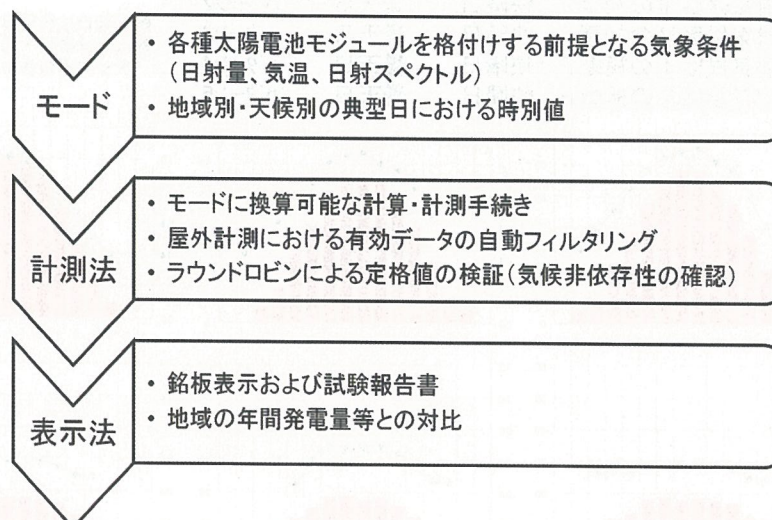 ・各種太陽電池モジュールを格付けする前提となる気象条件
（日射量、気温、日射スペクトル）
モード
・地域別・天候別の典型日における時別値
・モードに換算可能な計算・計測手続き
・屋外計測における有効データの自動フィルタリング
計測法
・ラウンドロビンによる定格値の検証（気候非依存性の確認）
・銘板表示および試験報告書
・地域の年間発電量等との対比
表示法